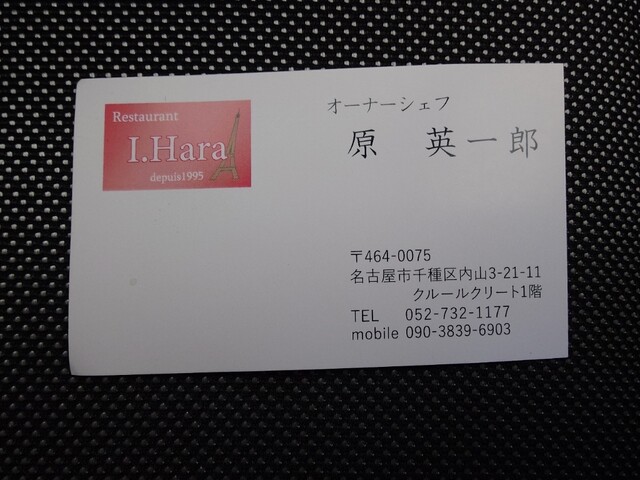 Restaurant
I.Hara
depuis1995
オーナーシェフ
原 英一郎
〒464-0075
名古屋市千種区内山3-21-11
クルールクリート1階
TEL 052-732-1177
mobile 090-3839-6903